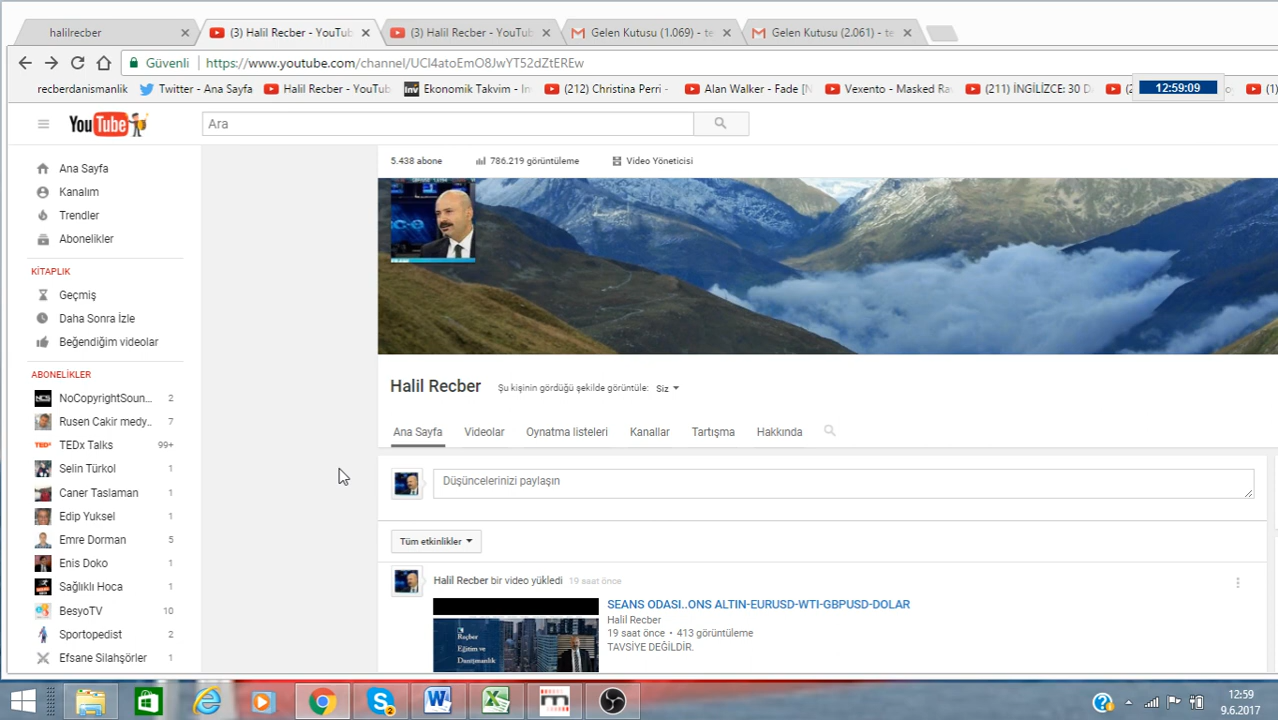 halilrecber
(3) Halil Recber - YouTub
(3) Halil Recber - YouTub
Gelen Kutusu (1.069) - te
Gelen Kutusu (2.061) - te
Güvenli
https://www.youtube.com/channel/UCl4atoEmO8JwYT52dZtEREw
recberdanismanlik
Twitter - Ana Sayfa
Halil Recber - YouTub
Inv
Ekonomik Takvim - In
(212) Christina Perri -
Alan Walker - Fade [N
Vexento - Masked Ra
(211) İNGİLİZCE: 30 D
12:59:09
YouTube
Ara
5.438 abone
786.219 görüntüleme
Video Yöneticisi
Ana Sayfa
Kanalım
Trendler
Abonelikler
KİTAPLIK
Geçmiş
Daha Sonra İzle
Beğendiğim videolar
ABONELİKLER
NoCopyrightSoun... 2
Rusen Cakir medy.. 7
TEDx Talks 99+
Selin Türkol 1
Caner Taslaman 1
Edip Yuksel 1
Emre Dorman 5
Enis Doko 1
Sağlıklı Hoca 1
BesyoTV 10
Sportopedist 2
Efsane Silahşörler 1
Halil Recber
Şu kişinin gördüğü şekilde görüntüle: Siz
Ana Sayfa
Videolar
Oynatma listeleri
Kanallar
Tartışma
Hakkında
Düşüncelerinizi paylaşın
Tüm etkinlikler
Halil Recber bir video yükledi 19 saat önce
SEANS ODASI..ONS ALTIN-EURUSD-WTI-GBPUSD-DOLAR
Halil Recber
19 saat önce • 413 görüntüleme
TAVSİYE DEĞİLDİR.
Reçber
Eğitim ve
Danışmanlık
12:59
9.6.2017